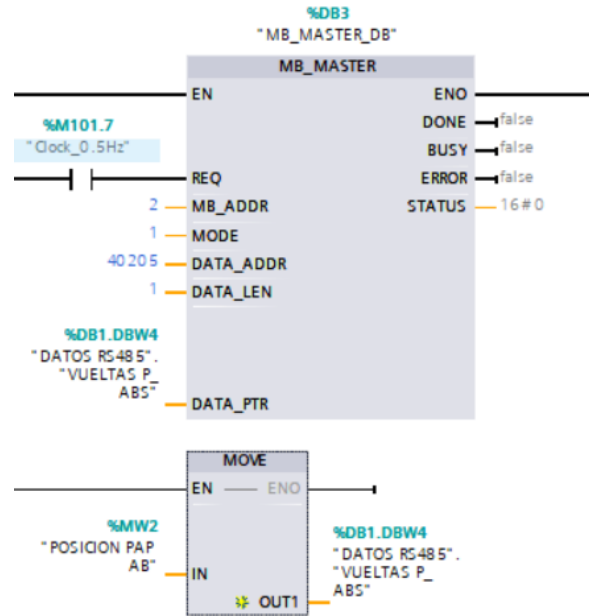 %DB3
"MB_MASTER_DB"
MB_MASTER
EN ENO
%M101.7 DONE false
"Clock_0.5Hz" BUSY false
REQ ERROR false
2 MB_ADDR STATUS 16#0
1 MODE
40205 DATA_ADDR
1 DATA_LEN
%DB1.DBW4
"DATOS RS485".
"VUELTAS P_
ABS"
DATA_PTR
MOVE
EN ENO
%MW2
"POSICION PAP
AB"
IN
%DB1.DBW4
"DATOS RS485".
"VUELTAS P_
ABS"
OUT1